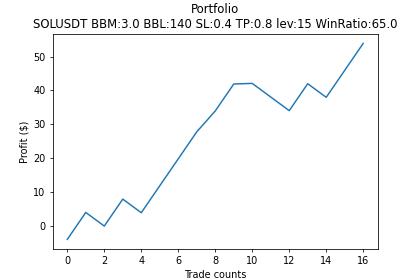 Portfolio
SOLUSDT BBM:3.0 BBL:140 SL:0.4 TP:0.8 lev:15 WinRatio:65.0
50
40
30
20
10
0
Profit ($)
0 2 4 6 8 10 12 14 16
Trade counts